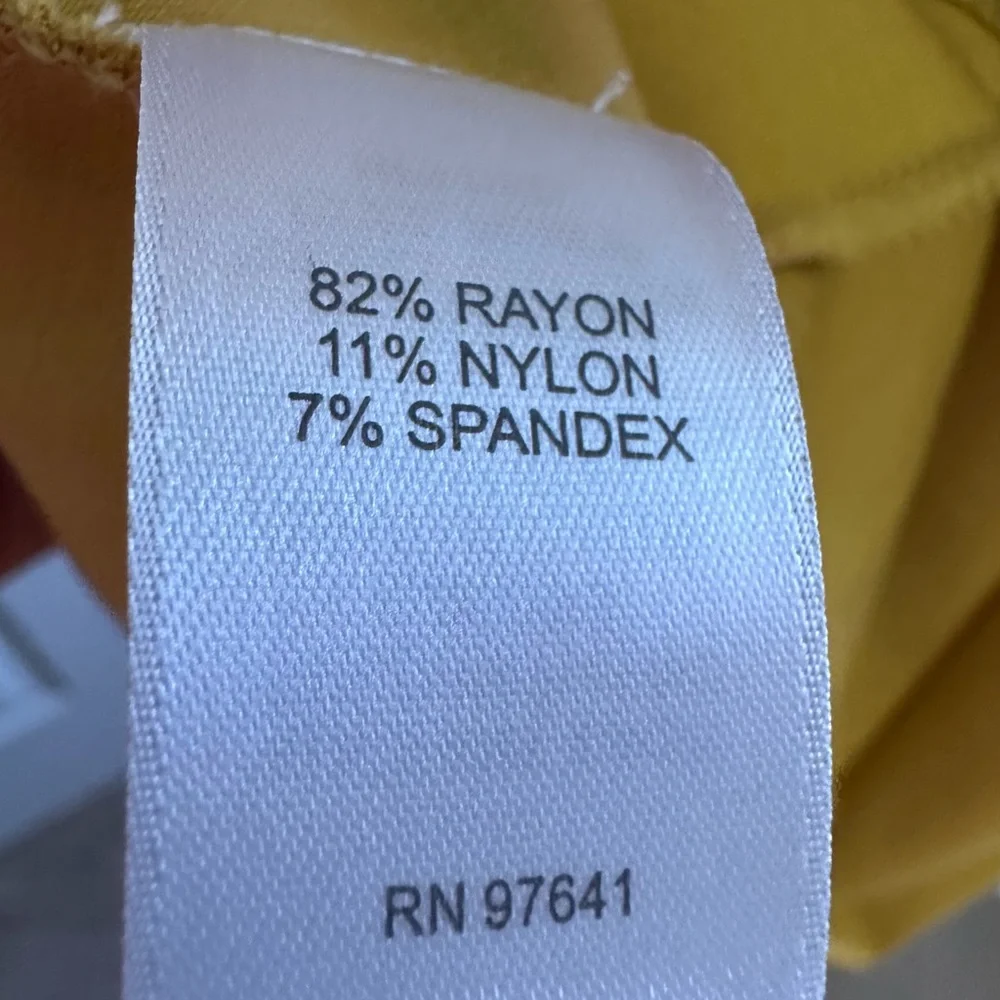 82% RAYON
11% NYLON
7% SPANDEX
RN 97641